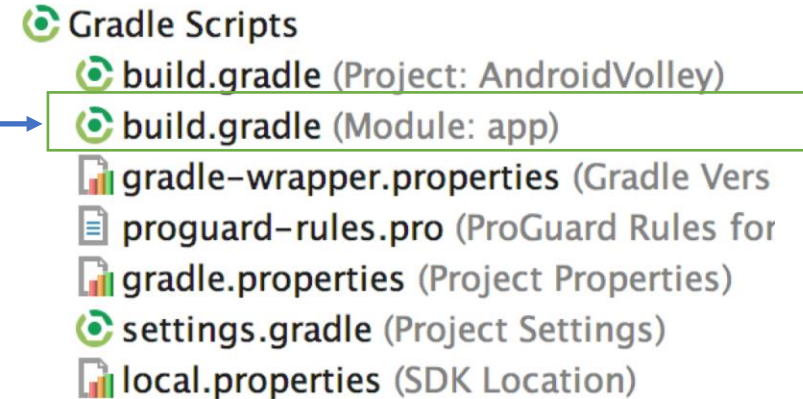 Gradle Scripts
build.gradle (Project: AndroidVolley)
build.gradle (Module: app)
gradle-wrapper.properties (Gradle Vers
proguard-rules.pro (ProGuard Rules for
gradle.properties (Project Properties)
settings.gradle (Project Settings)
local.properties (SDK Location)